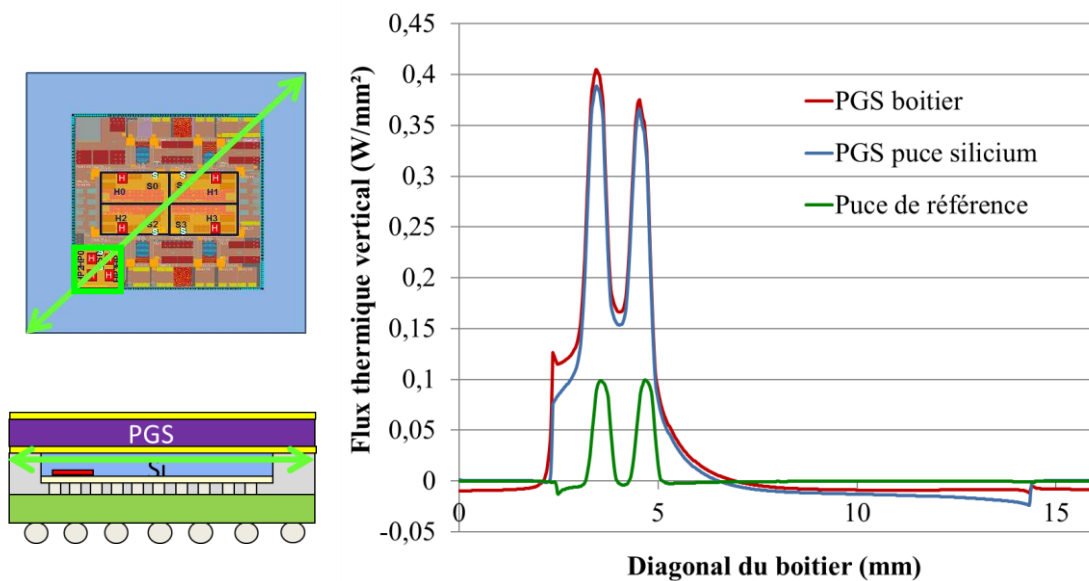 H0
S0
S
S
S
H1
H
H
H2
S2
S3
H3
H
H
S
S
HP0
HP2
H
H
H
PGS
SI
Flux thermique vertical (W/mm²)
0,45
0,4
0,35
0,3
0,25
0,2
0,15
0,1
0,05
0
-0,05
0
5
10
15
PGS boitier
PGS puce silicium
Puce de référence
Diagonal du boitier (mm)